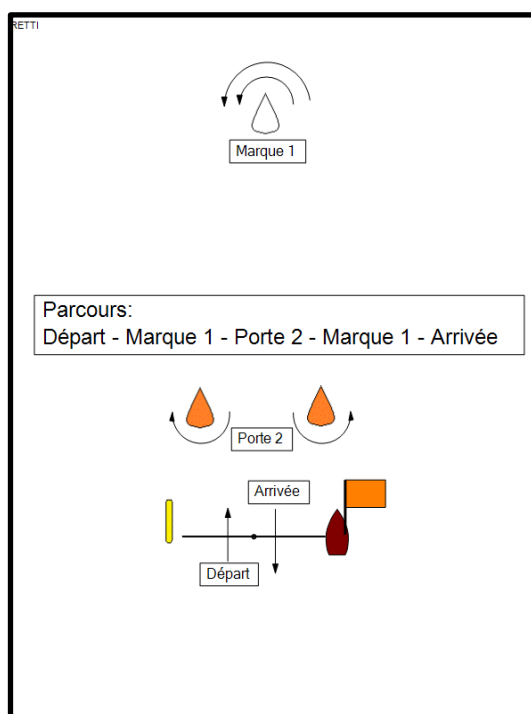 RETTI
Marque 1
Parcours:
Départ - Marque 1 - Porte 2 - Marque 1 - Arrivée
Porte 2
Arrivée
Départ